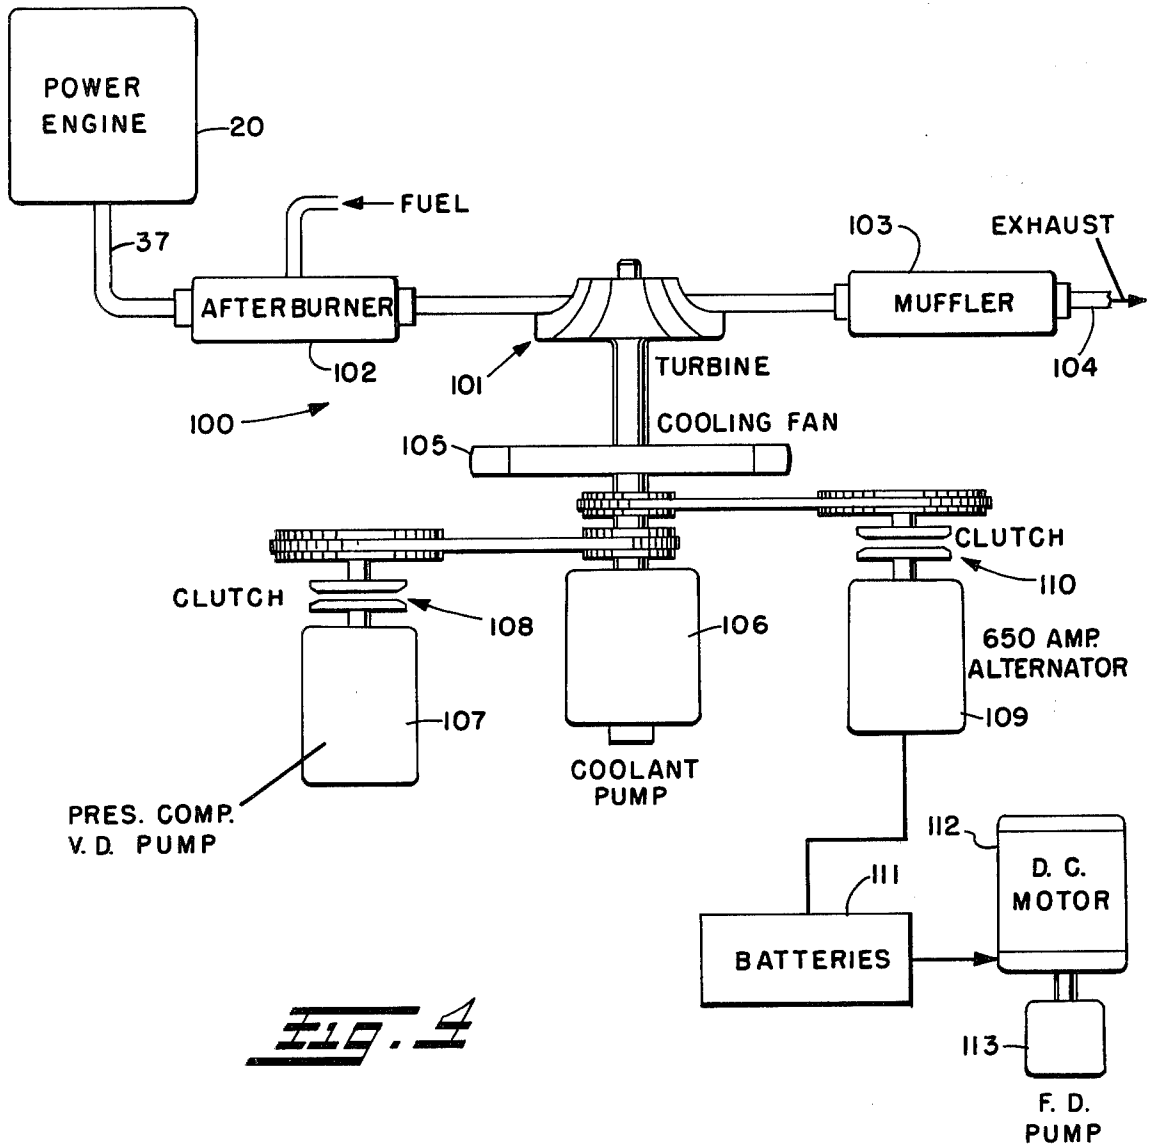 POWER
ENGINE
20
37
FUEL
AFTERBURNER
102
100
101
TURBINE
103
MUFFLER
EXHAUST
104
COOLING FAN
105
CLUTCH
108
CLUTCH
110
106
107
650 AMP.
ALTERNATOR
109
COOLANT
PUMP
PRES. COMP.
V. D. PUMP
112
D. C.
MOTOR
111
BATTERIES
113
F. D.
PUMP
Fig. 4